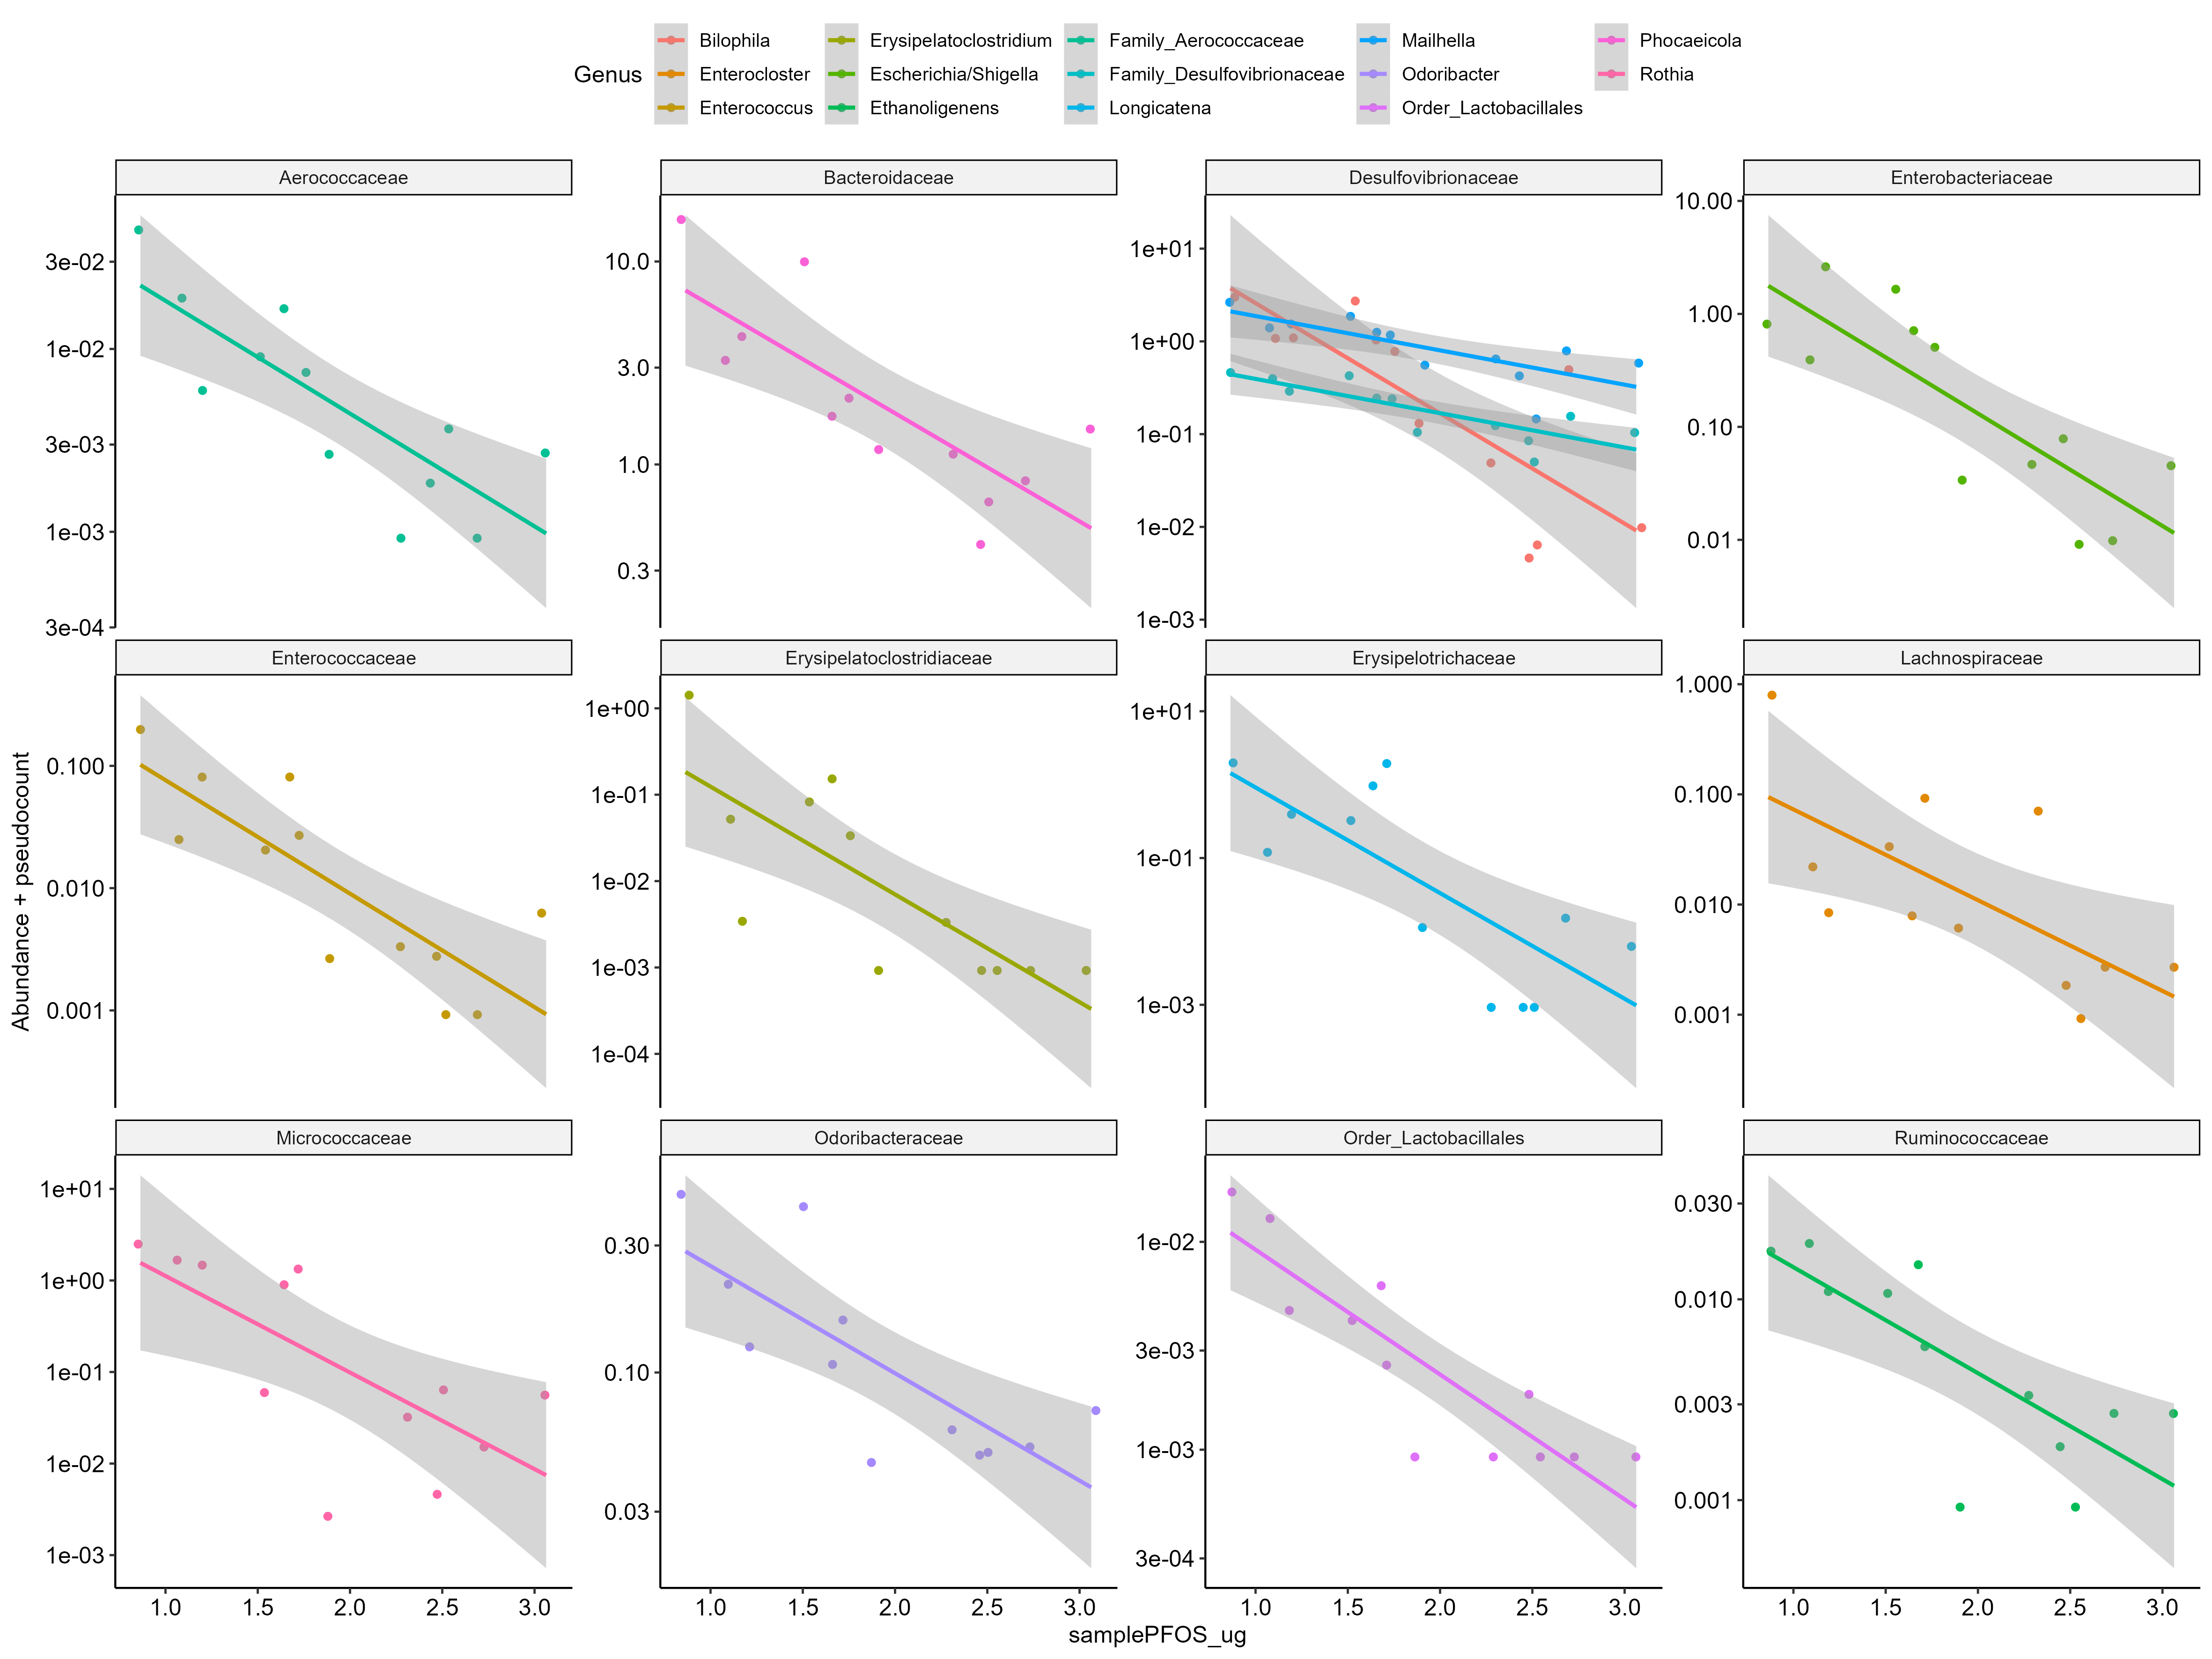 Bilophila Erysipelatoclostridium Family_Aerococcaceae Mailhella Phocaeicola
Genus Enterocloster Escherichia/Shigella Family_Desulfovibrionaceae Odoribacter Rothia
Enterococcus Ethanoligenens Longicatena Order_Lactobacillales
Aerococcaceae Bacteroidaceae Desulfovibrionaceae Enterobacteriaceae
3e-02
1e-02
3e-03
1e-03
3e-04
10.0
3.0
1.0
0.3
1e+01
1e+00
1e-01
1e-02
1e-03
10.00
1.00
0.10
0.01
Enterococcaceae Erysipelatoclostridiaceae Erysipelotrichaceae Lachnospiraceae
Abundance + pseudocount
0.100
0.010
0.001
1e+00
1e-01
1e-02
1e-03
1e-04
1e+01
1e-01
1e-03
1.000
0.100
0.010
0.001
Micrococcaceae Odoribacteraceae Order_Lactobacillales Ruminococcaceae
1e+01
1e+00
1e-01
1e-02
1e-03
0.30
0.10
0.03
1e-02
3e-03
1e-03
3e-04
0.030
0.010
0.003
0.001
1.0 1.5 2.0 2.5 3.0 1.0 1.5 2.0 2.5 3.0 1.0 1.5 2.0 2.5 3.0 1.0 1.5 2.0 2.5 3.0
samplePFOS_ug